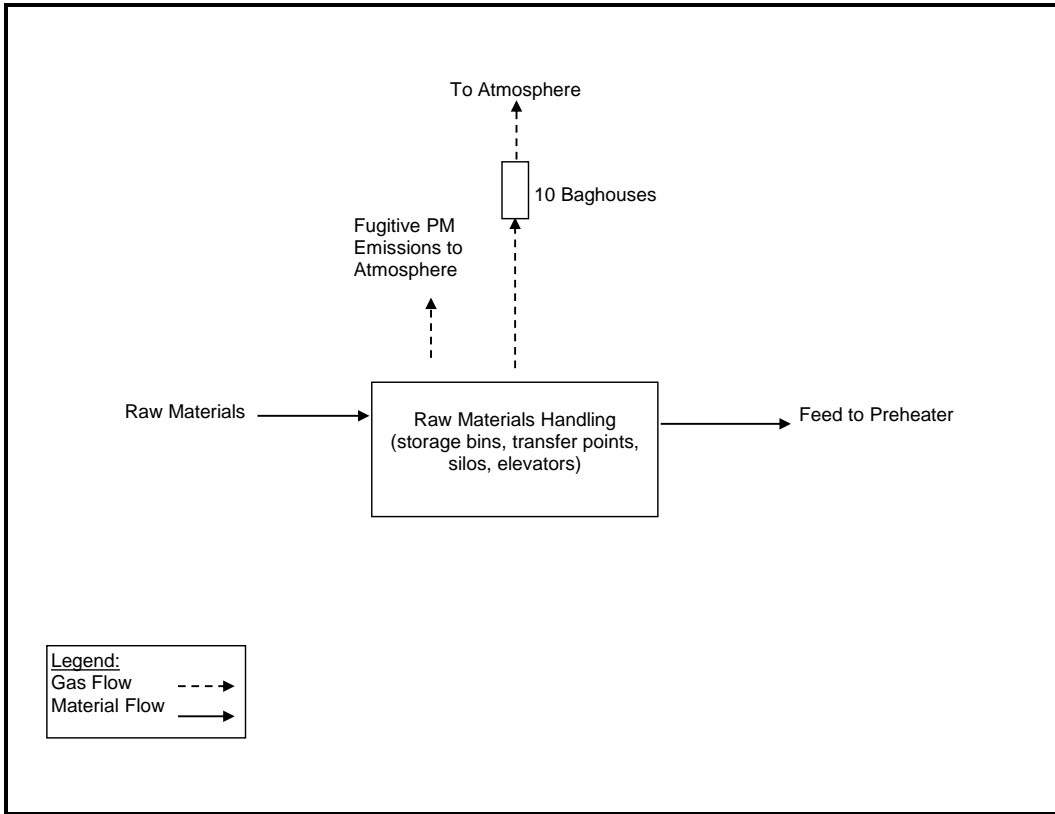 To Atmosphere
10 Baghouses
Fugitive PM
Emissions to
Atmosphere
Raw Materials
Raw Materials Handling
(storage bins, transfer points,
silos, elevators)
Feed to Preheater
Legend:
Gas Flow
Material Flow